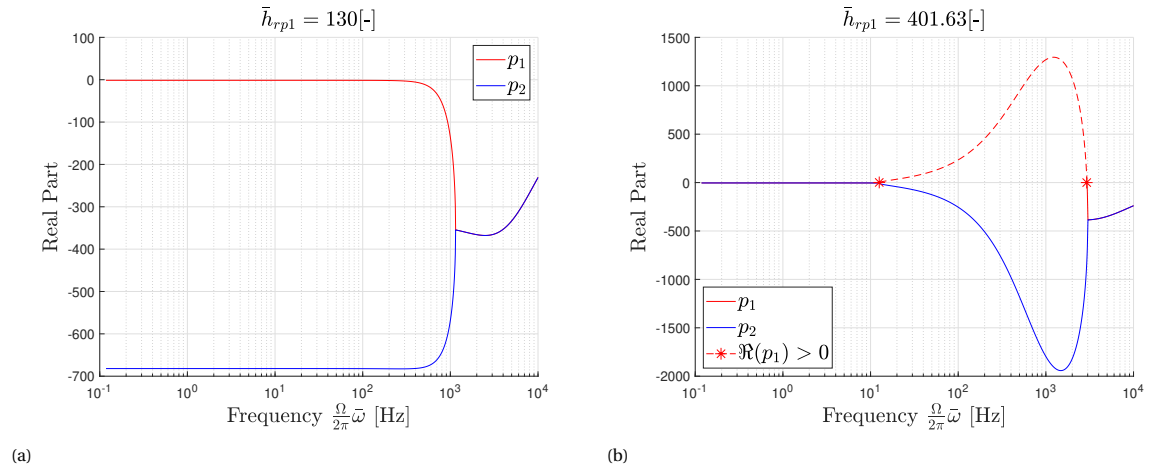 h̄_{rp1} = 130[-]
100
0
-100
-200
-300
-400
-500
-600
-700
Real Part
p_1
p_2
10^{-1}
10^0
10^1
10^2
10^3
10^4
Frequency \frac{Ω}{2π} ω̄ [Hz]
(a)
h̄_{rp1} = 401.63[-]
1000
500
0
-500
-1000
-1500
-2000
Real Part
p_1
p_2
ℜ(p_1) > 0
10^{-1}
10^0
10^1
10^2
10^3
10^4
Frequency \frac{Ω}{2π} ω̄ [Hz]
(b)